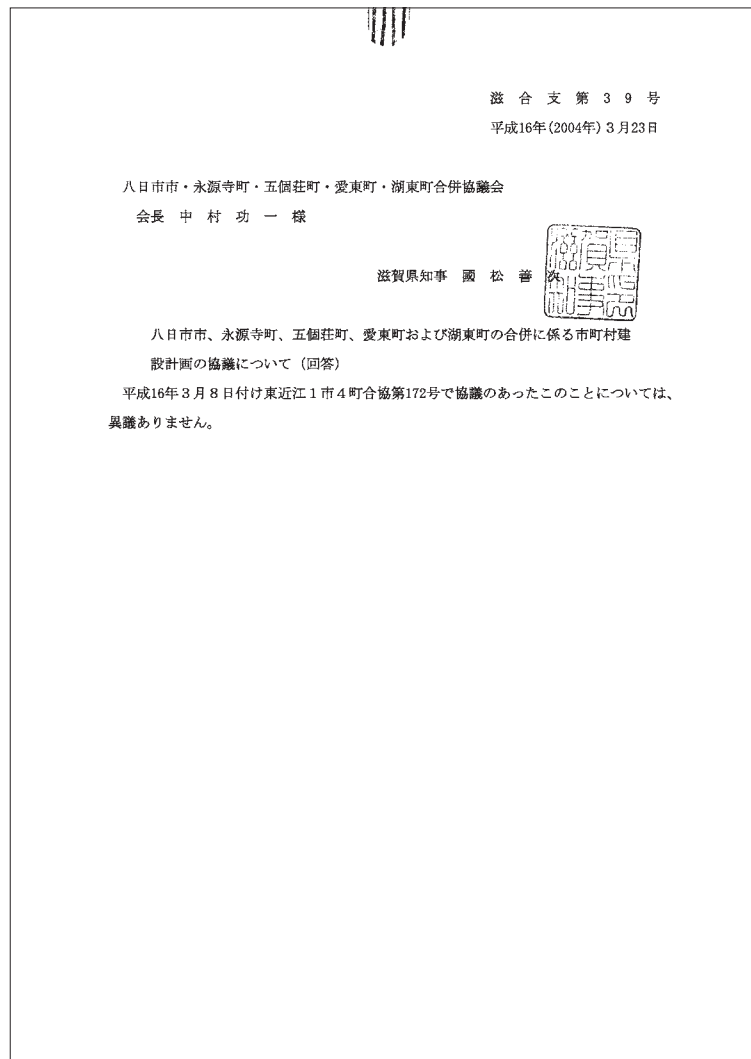 滋合支第39号
平成16年(2004年)3月23日
八日市市・永源寺町・五個荘町・愛東町・湖東町合併協議会
会長 中村功一様
滋賀県知事 國松善次
八日市市、永源寺町、五個荘町、愛東町および湖東町の合併に係る市町村建
設計画の協議について(回答)
平成16年3月8日付け東近江1市4町合協第172号で協議のあったこのことについては、
異議ありません。